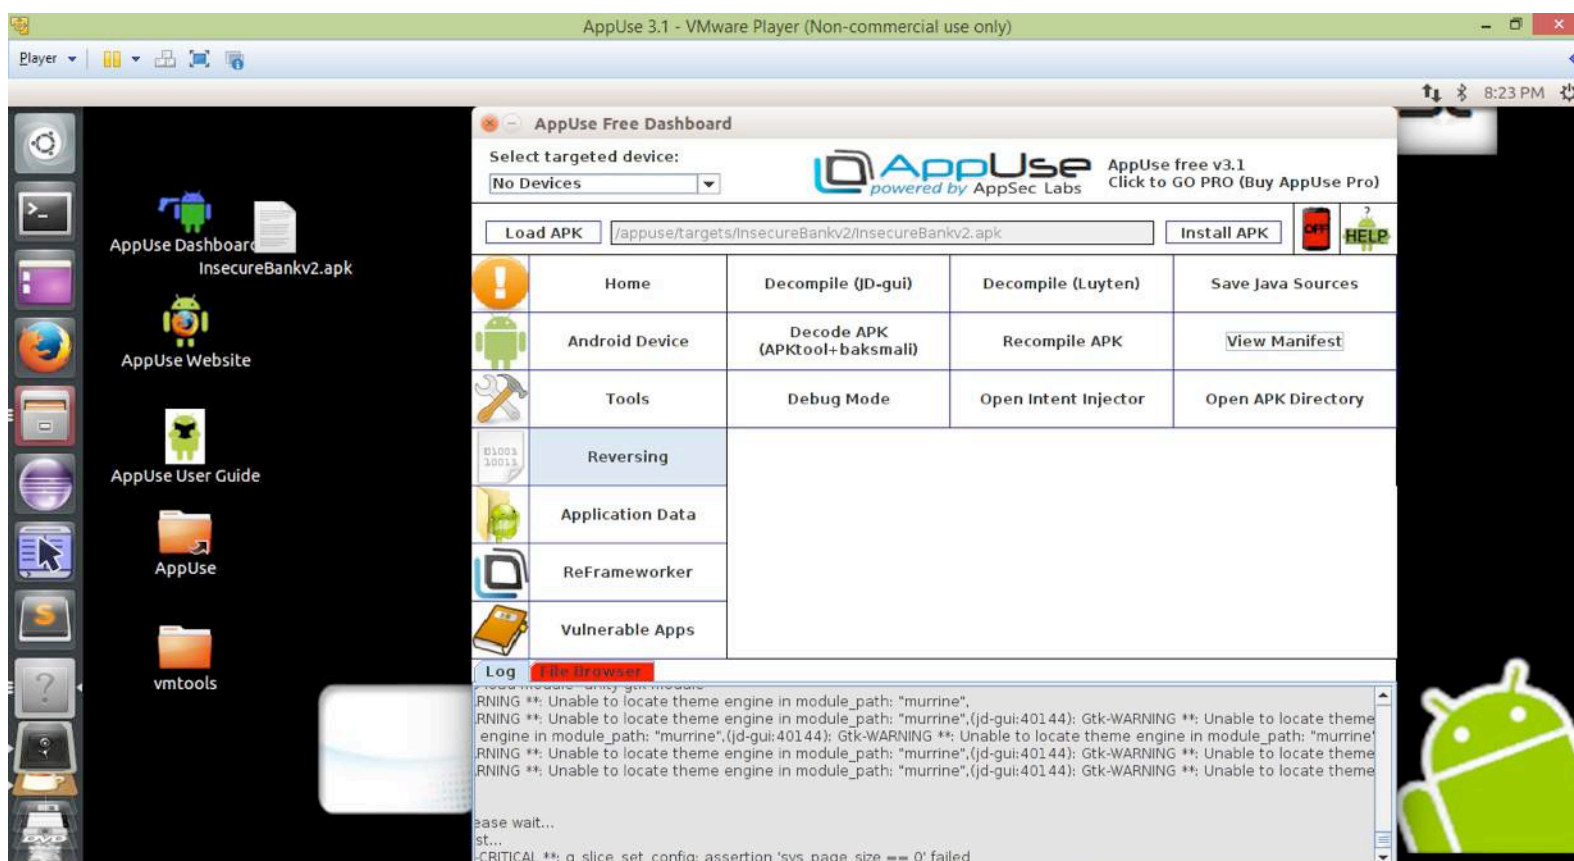 AppUse 3.1 - VMware Player (Non-commercial use only)
Player
8:23 PM
AppUse Free Dashboard
Select targeted device:
No Devices
AppUse
powered by AppSec Labs
AppUse free v3.1
Click to GO PRO (Buy AppUse Pro)
Load APK
/appuse/targets/InsecureBankv2/InsecureBankv2.apk
Install APK
OFF
?
HELP
Home
Decompile (JD-gui)
Decompile (Luyten)
Save Java Sources
Android Device
Decode APK
(APKtool+baksmali)
Recompile APK
View Manifest
Tools
Debug Mode
Open Intent Injector
Open APK Directory
Reversing
Application Data
ReFrameworker
Vulnerable Apps
AppUse Dashboard
InsecureBankv2.apk
AppUse Website
AppUse User Guide
AppUse
vmtools
Log
File Browser
RNING **: Unable to locate theme engine in module_path: "murrine",
RNING **: Unable to locate theme engine in module_path: "murrine",(jd-gui:40144): Gtk-WARNING **: Unable to locate theme
engine in module_path: "murrine",(jd-gui:40144): Gtk-WARNING **: Unable to locate theme engine in module_path: "murrine"
RNING **: Unable to locate theme engine in module_path: "murrine",(jd-gui:40144): Gtk-WARNING **: Unable to locate theme
RNING **: Unable to locate theme engine in module_path: "murrine",(jd-gui:40144): Gtk-WARNING **: Unable to locate theme
ease wait...
st...
-CRITICAL **: g_slice_set_config: assertion 'sys_page_size == 0' failed